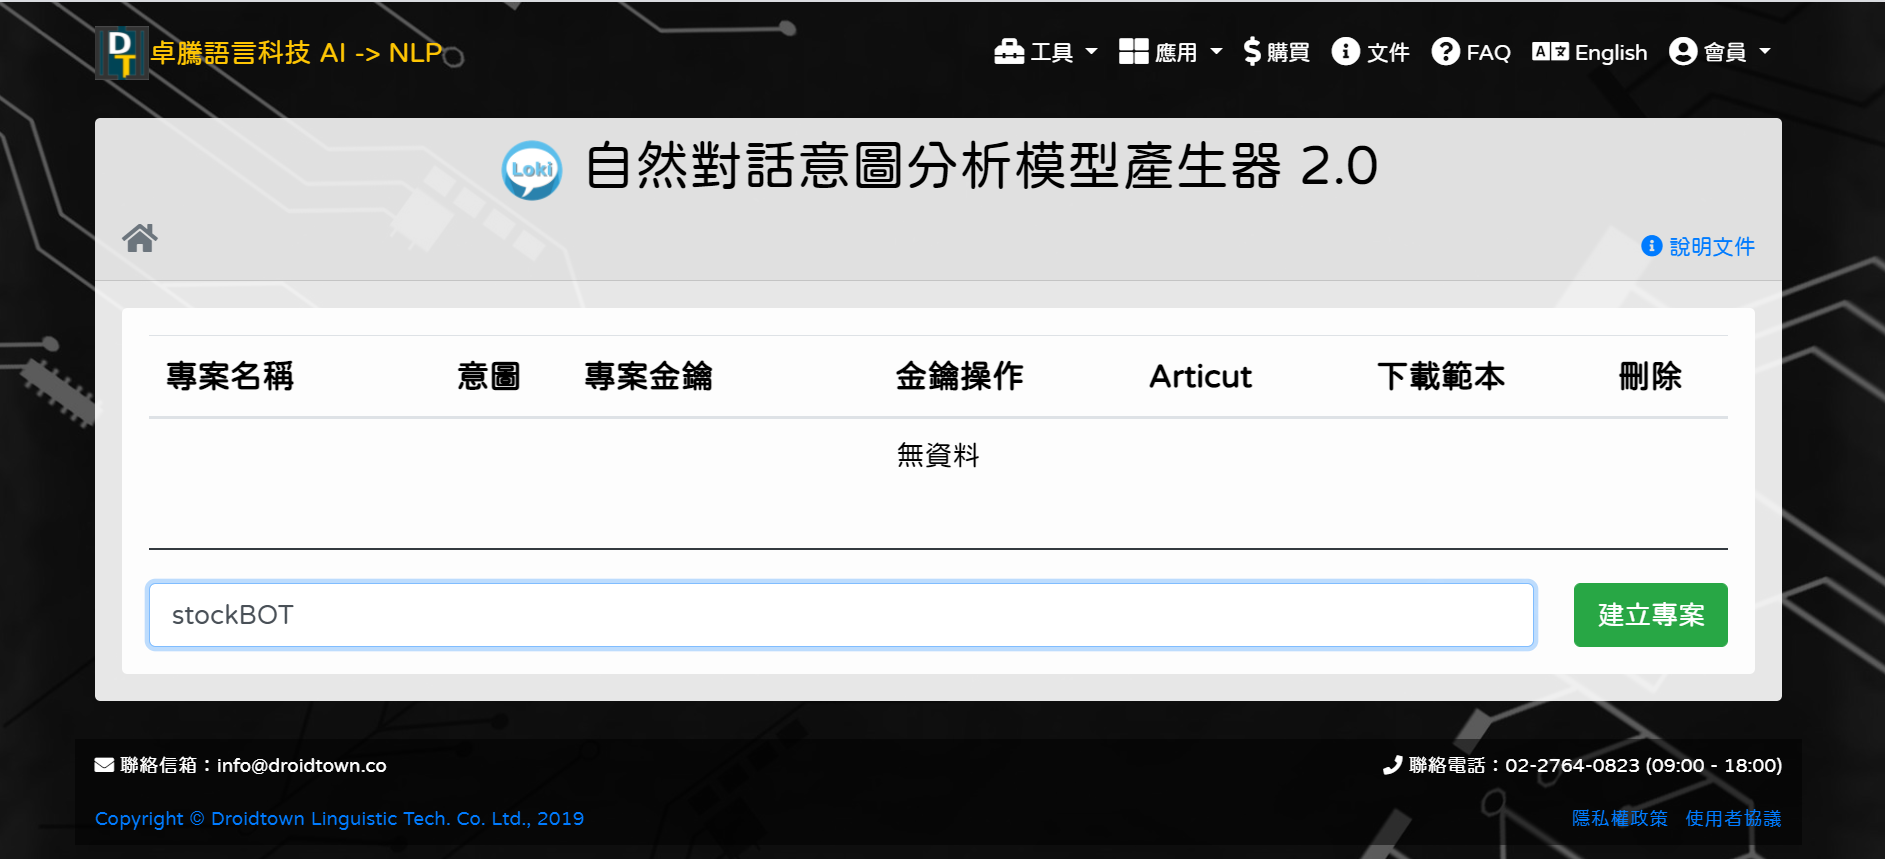 DT 卓騰語言科技 AI -> NLP
工具 應用 購買 文件 FAQ English 會員
Loki 自然對話意圖分析模型產生器 2.0
說明文件
專案名稱 意圖 專案金鑰 金鑰操作 Articut 下載範本 刪除
無資料
stockBOT 建立專案
聯絡信箱：info@droidtown.co 聯絡電話：02-2764-0823 (09:00 - 18:00)
Copyright © Droidtown Linguistic Tech. Co. Ltd., 2019 隱私權政策 使用者協議